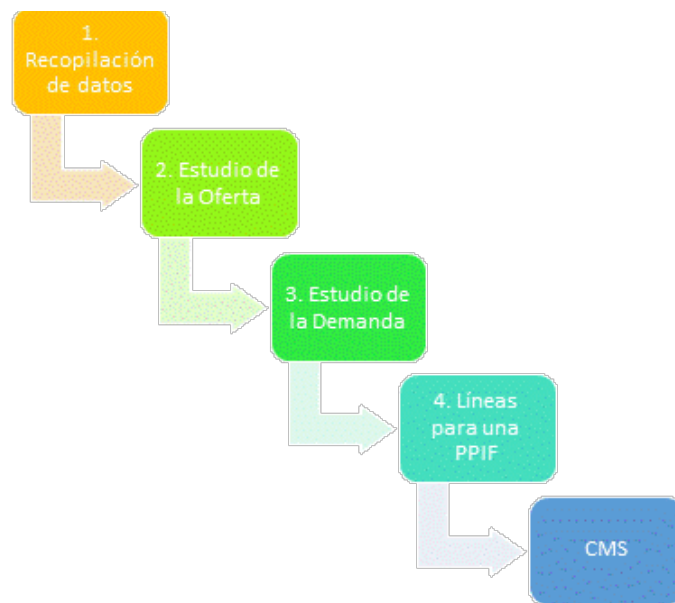 1.
Recopilación
de datos
2. Estudio de
la Oferta
3. Estudio de
la Demanda
4. Líneas
para una
PPIF
CMS